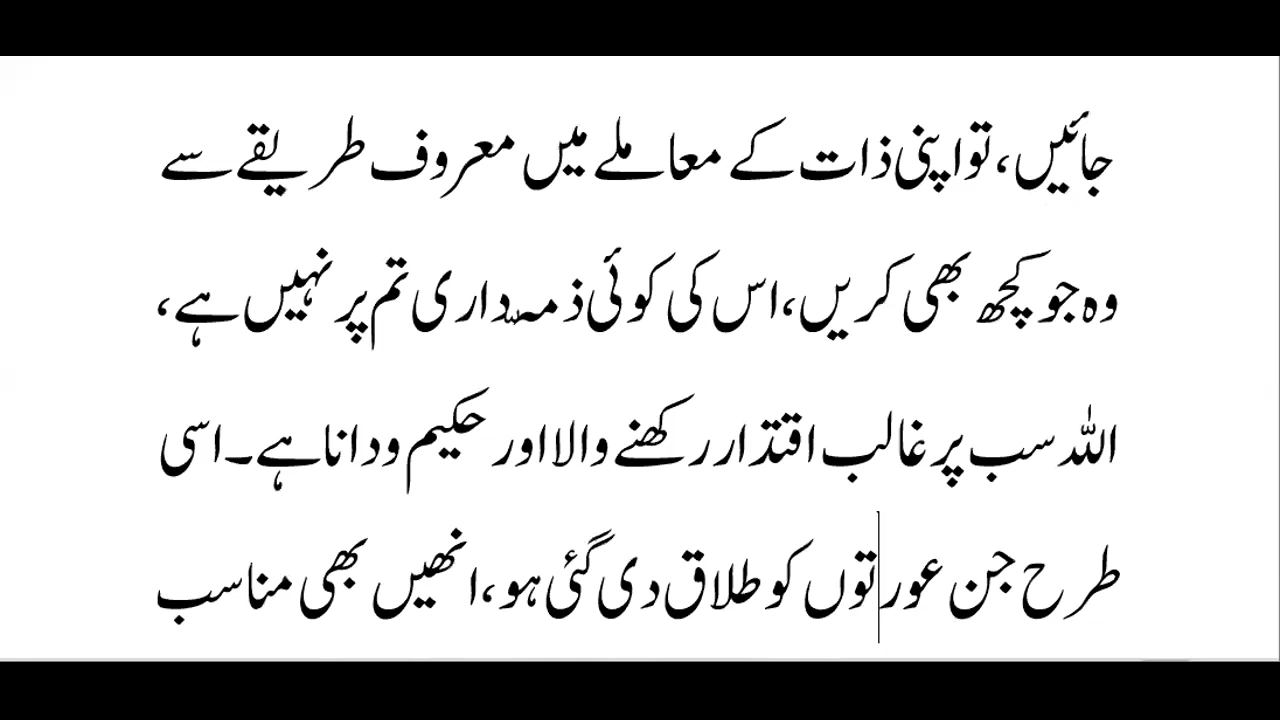 جائیں، تو اپنی ذات کے معاملے میں معروف طریقے سے
وہ جو کچھ بھی کریں، اس کی کوئی ذمہ داری تم پر نہیں ہے،
اللہ سب پر غالب اقتدار رکھنے والا اور حکیم و دانا ہے۔ اسی
طرح جن عورتوں کو طلاق دی گئی ہو، انھیں بھی مناسب